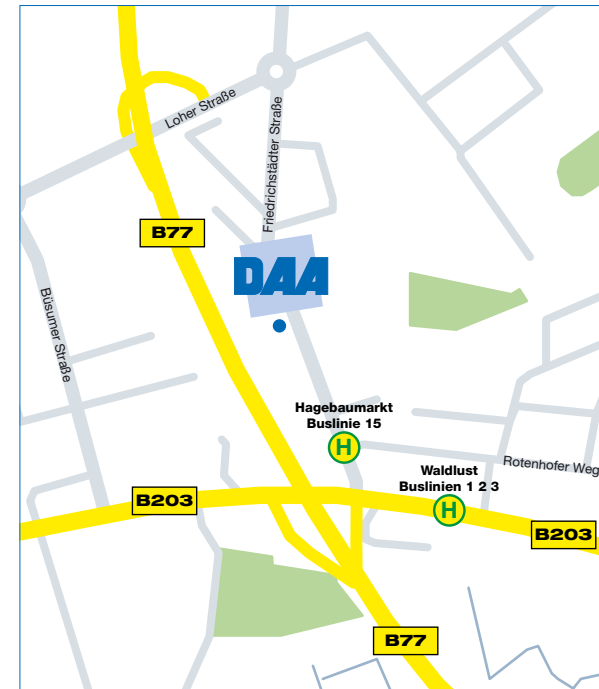 Loher Straße
Friedrichstädter Straße
B77
DAA
Büsumer Straße
Hagebaumarkt
Buslinie 15
H
Rotenhofer Weg
Waldlust
Buslinien 1 2 3
B203
H
B203
B77